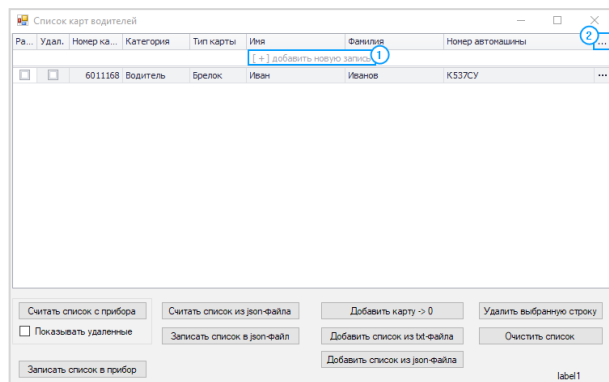 Список карт водителей
Ра... Удал. Номер ка... Категория Тип карты Имя Фамилия Номер автомашины ...
2
[ + ] добавить новую запись 1
6011168 Водитель Брелок Иван Иванов К537СУ ...
Считать список с прибора Считать список из json-файла Добавить карту -> 0 Удалить выбранную строку
Показывать удаленные Записать список в json-файл Добавить список из txt-файла Очистить список
Добавить список из json-файла
Записать список в прибор label1